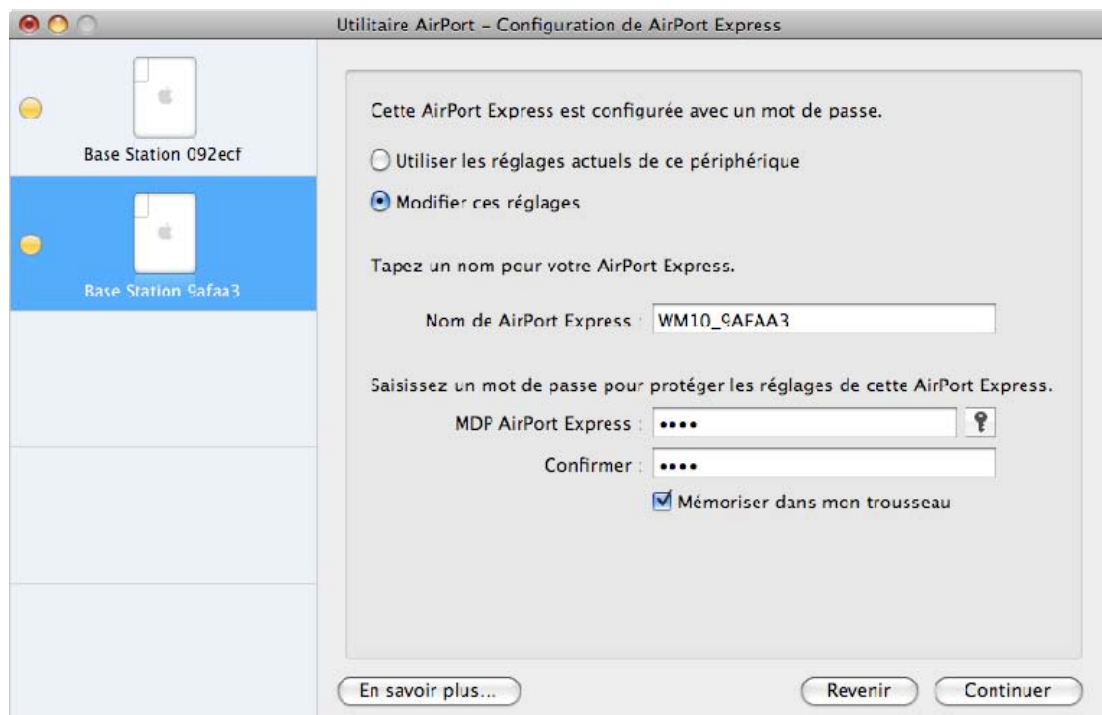 Utilitaire AirPort – Configuration de AirPort Express
Base Station 092ecf
Base Station 9afaa3
Cette AirPort Express est configurée avec un mot de passe.
Utiliser les réglages actuels de ce périphérique
Modifier ces réglages
Tapez un nom pour votre AirPort Express.
Nom de AirPort Express : WM10_9AFAA3
Saisissez un mot de passe pour protéger les réglages de cette AirPort Express.
MDP AirPort Express : ••••
Confirmer : ••••
Mémoriser dans mon trousseau
En savoir plus... Revenir Continuer